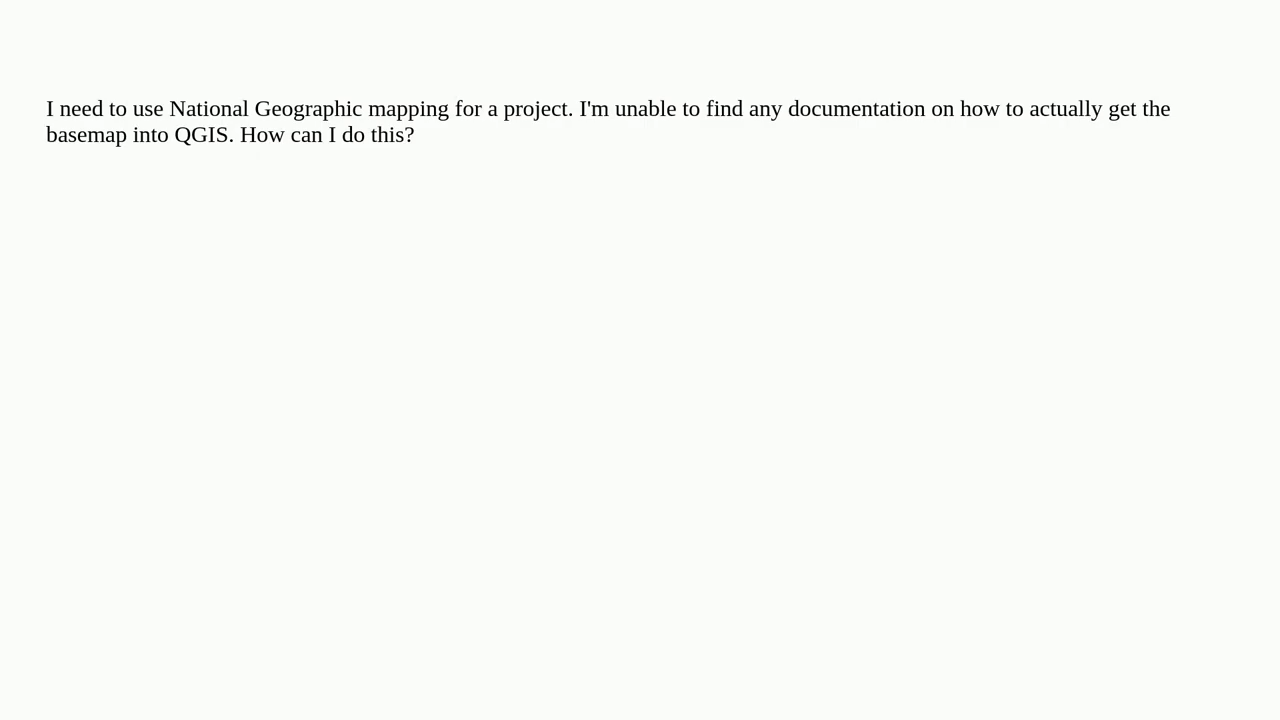 I need to use National Geographic mapping for a project. I'm unable to find any documentation on how to actually get the
basemap into QGIS. How can I do this?